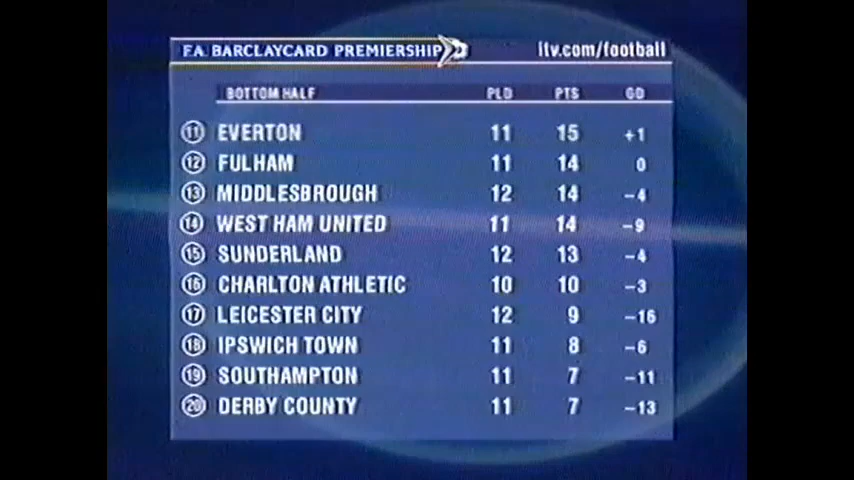 F.A. BARCLAYCARD PREMIERSHIP itv.com/football
BOTTOM HALF PLD PTS GD
11 EVERTON 11 15 +1
12 FULHAM 11 14 0
13 MIDDLESBROUGH 12 14 -4
14 WEST HAM UNITED 11 14 -9
15 SUNDERLAND 12 13 -4
16 CHARLTON ATHLETIC 10 10 -3
17 LEICESTER CITY 12 9 -16
18 IPSWICH TOWN 11 8 -6
19 SOUTHAMPTON 11 7 -11
20 DERBY COUNTY 11 7 -13